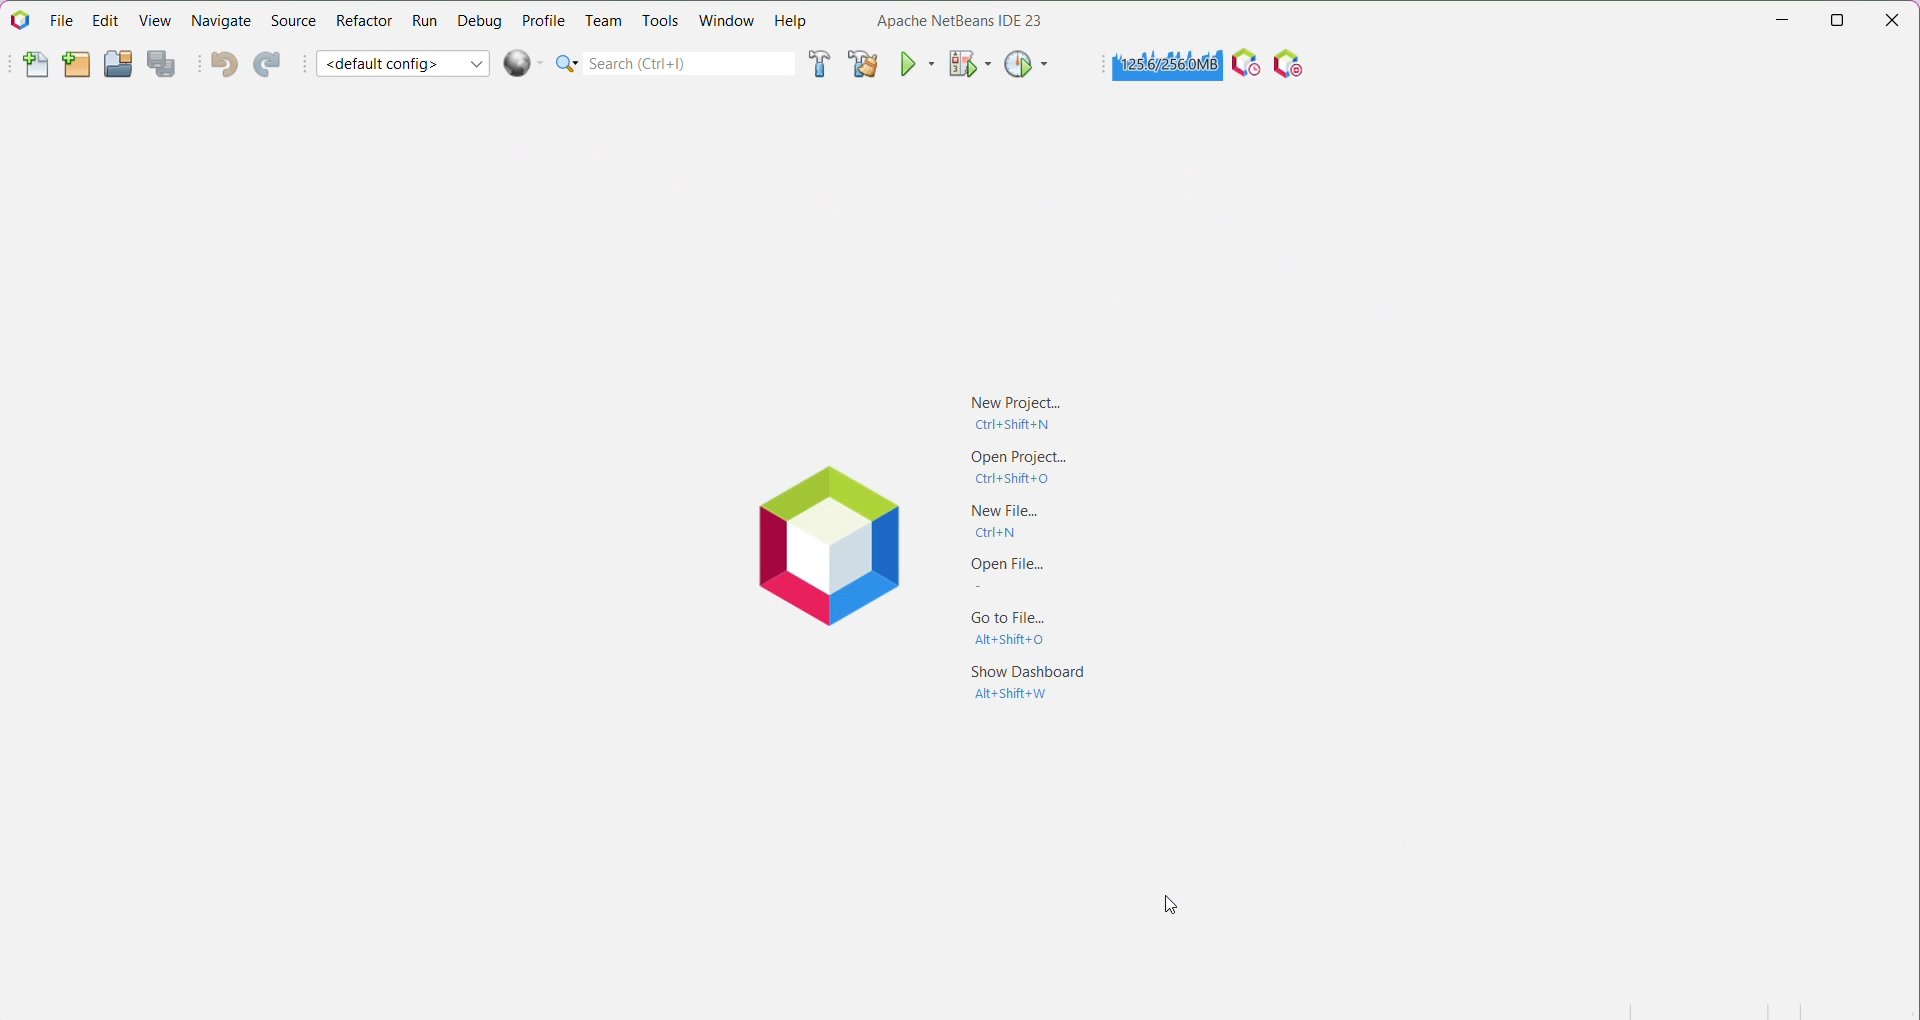 File Edit View Navigate Source Refactor Run Debug Profile Team Tools Window Help Apache NetBeans IDE 23
<default config> Search (Ctrl+I) 125.6/256.0MB
New Project...
Ctrl+Shift+N
Open Project...
Ctrl+Shift+O
New File...
Ctrl+N
Open File...
-
Go to File...
Alt+Shift+O
Show Dashboard
Alt+Shift+W